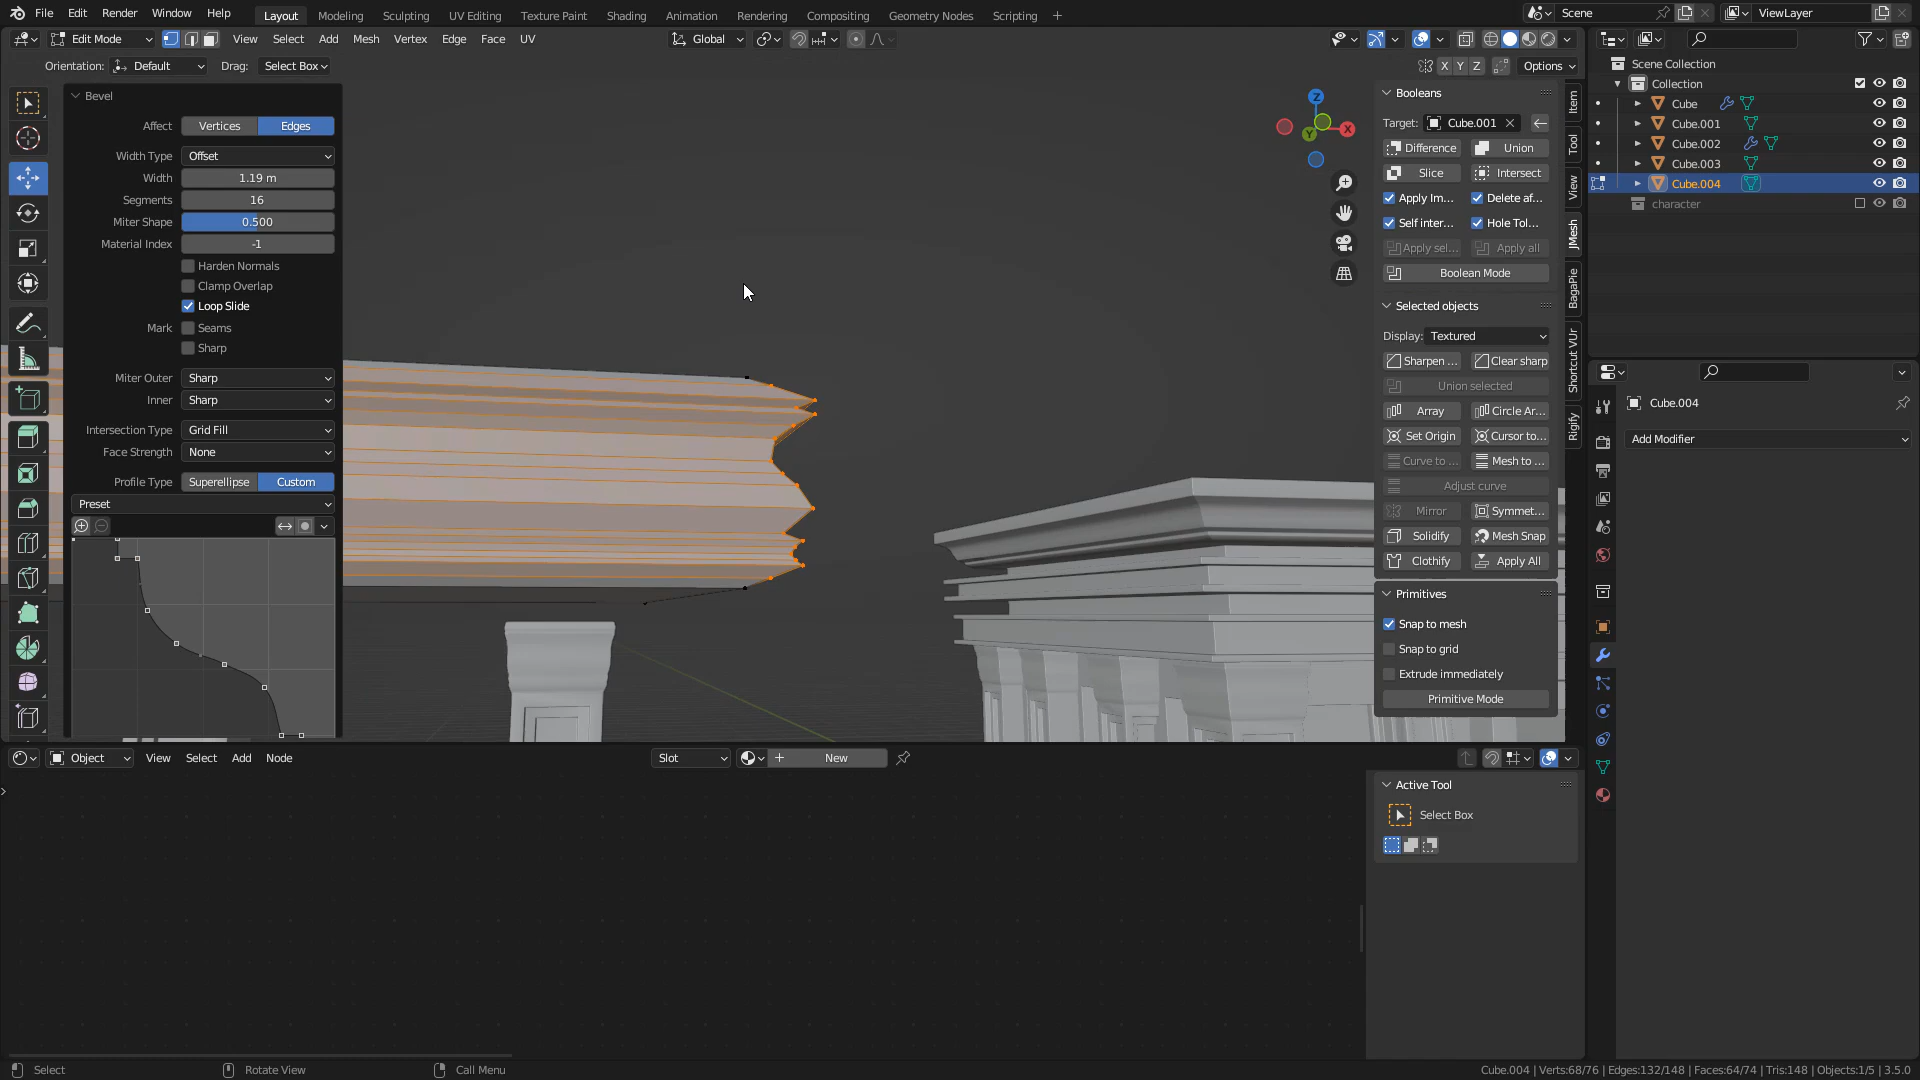 File Edit Render Window Help Layout Modeling Sculpting UV Editing Texture Paint Shading Animation Rendering Compositing Geometry Nodes Scripting + Scene ViewLayer
Edit Mode View Select Add Mesh Vertex Edge Face UV Global
Orientation: Default Drag: Select Box X Y Z Options
Bevel
Affect Vertices Edges
Width Type Offset
Width 1.19 m
Segments 16
Miter Shape 0.500
Material Index -1
Harden Normals
Clamp Overlap
Loop Slide
Mark Seams
Sharp
Miter Outer Sharp
Inner Sharp
Intersection Type Grid Fill
Face Strength None
Profile Type Superellipse Custom
Preset
Z
X
Y
Booleans
Target: Cube.001
Difference Union
Slice Intersect
Apply Im... Delete af...
Self inter... Hole Tol...
Apply sel... Apply all
Boolean Mode
Selected objects
Display: Textured
Sharpen ... Clear sharp
Union selected
Array Circle Ar...
Set Origin Cursor to...
Curve to ... Mesh to ...
Adjust curve
Mirror Symmet...
Solidify Mesh Snap
Clothify Apply All
Primitives
Snap to mesh
Snap to grid
Extrude immediately
Primitive Mode
Item
Tool
View
JMesh
BagaPie
Shortcut VUr
Rigify
Scene Collection
Collection
Cube
Cube.001
Cube.002
Cube.003
Cube.004
character
Cube.004
Add Modifier
Object View Select Add Node Slot New
Active Tool
Select Box
Select Rotate View Call Menu Cube.004 | Verts:68/76 | Edges:132/148 | Faces:64/74 | Tris:148 | Objects:1/5 | 3.5.0